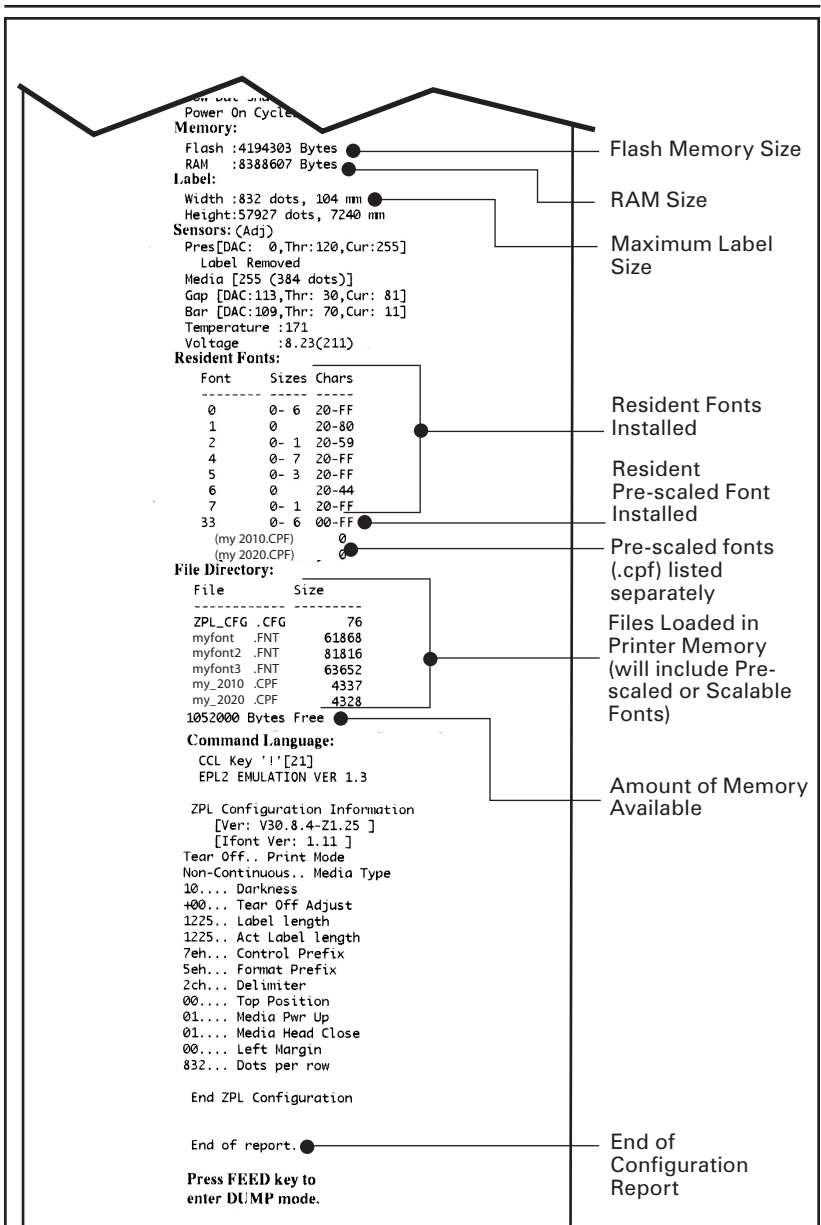 Power On Cycle
Memory:
Flash :4194303 Bytes
RAM :8388607 Bytes
Label:
Width :832 dots, 104 mm
Height:57927 dots, 7240 mm
Sensors: (Adj)
Pres[DAC: 0,Thr:120,Cur:255]
Label Removed
Media [255 (384 dots)]
Gap [DAC:113,Thr: 30,Cur: 81]
Bar [DAC:109,Thr: 70,Cur: 11]
Temperature :171
Voltage :8.23(211)
Resident Fonts:
Font Sizes Chars
-------- ----- -----
0 0- 6 20-FF
1 0 20-80
2 0- 1 20-59
4 0- 7 20-FF
5 0- 3 20-FF
6 0 20-44
7 0- 1 20-FF
33 0- 6 00-FF
(my 2010.CPF) 0
(my 2020.CPF) 0
File Directory:
File Size
------------ ---------
ZPL_CFG .CFG 76
myfont .FNT 61868
myfont2 .FNT 81816
myfont3 .FNT 63652
my_2010 .CPF 4337
my_2020 .CPF 4328
1052000 Bytes Free
Command Language:
CCL Key '!'[21]
EPL2 EMULATION VER 1.3
ZPL Configuration Information
[Ver: V30.8.4-Z1.25 ]
[Ifont Ver: 1.11 ]
Tear Off.. Print Mode
Non-Continuous.. Media Type
10.... Darkness
+00... Tear Off Adjust
1225.. Label length
1225.. Act Label length
7eh... Control Prefix
5eh... Format Prefix
2ch... Delimiter
00.... Top Position
01.... Media Pwr Up
01.... Media Head Close
00.... Left Margin
832... Dots per row
End ZPL Configuration
End of report.
Press FEED key to
enter DUMP mode.
Flash Memory Size
RAM Size
Maximum Label
Size
Resident Fonts
Installed
Resident
Pre-scaled Font
Installed
Pre-scaled fonts
(.cpf) listed
separately
Files Loaded in
Printer Memory
(will include Pre-
scaled or Scalable
Fonts)
Amount of Memory
Available
End of
Configuration
Report